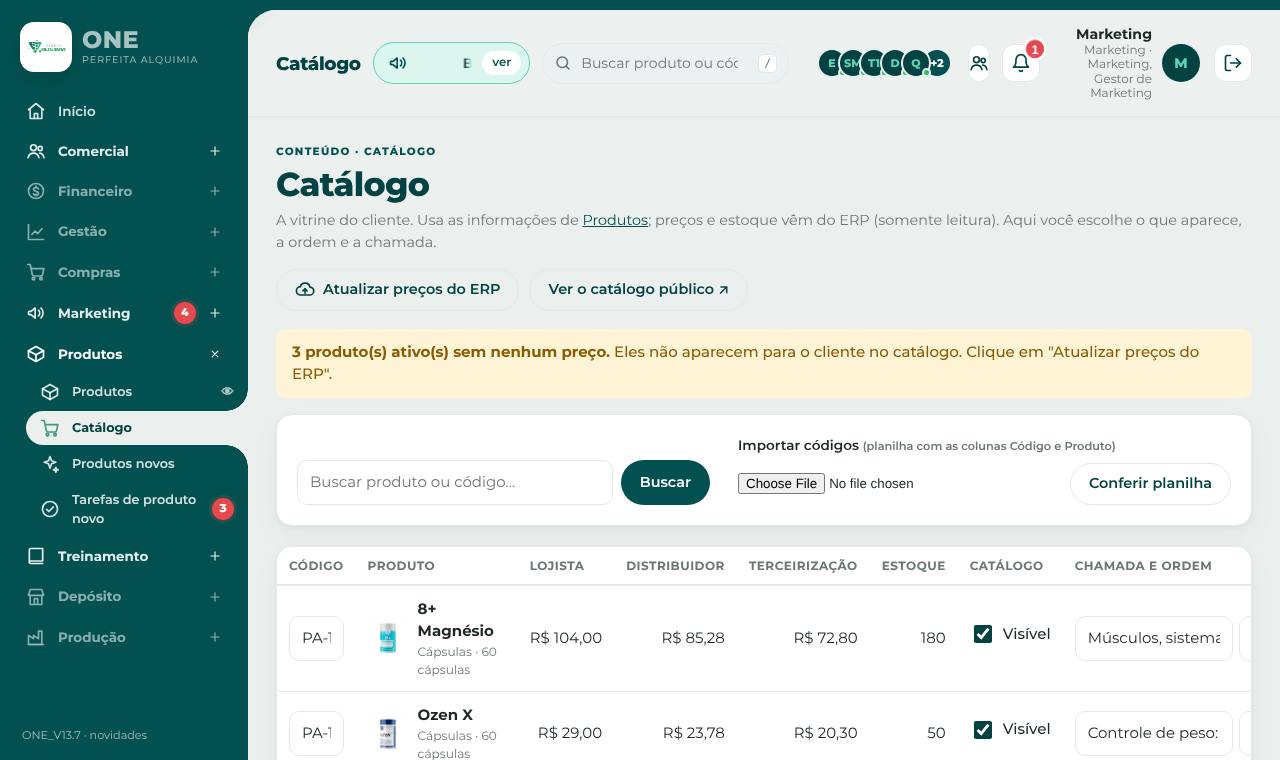 ONE
PERFEITA ALQUIMIA
Início
Comercial
Financeiro
Gestão
Compras
Marketing
4
Produtos
Produtos
Catálogo
Produtos novos
Tarefas de produto novo
3
Treinamento
Depósito
Produção
ONE_V13.7 · novidades
Catálogo
ver
Buscar produto ou cóc
/
E
SM
T1
D
Q
+2
1
Marketing
Marketing ·
Marketing,
Gestor de
Marketing
M
CONTEÚDO · CATÁLOGO
Catálogo
A vitrine do cliente. Usa as informações de Produtos; preços e estoque vêm do ERP (somente leitura). Aqui você escolhe o que aparece,
a ordem e a chamada.
Atualizar preços do ERP
Ver o catálogo público ↗
3 produto(s) ativo(s) sem nenhum preço. Eles não aparecem para o cliente no catálogo. Clique em "Atualizar preços do
ERP".
Buscar produto ou código...
Buscar
Importar códigos (planilha com as colunas Código e Produto)
Choose File No file chosen
Conferir planilha
CÓDIGO PRODUTO LOJISTA DISTRIBUIDOR TERCEIRIZAÇÃO ESTOQUE CATÁLOGO CHAMADA E ORDEM
PA-1
8+
Magnésio
Cápsulas · 60
cápsulas
R$ 104,00 R$ 85,28 R$ 72,80 180 Visível Músculos, sistema
PA-1
Ozen X
Cápsulas · 60
cápsulas
R$ 29,00 R$ 23,78 R$ 20,30 50 Visível Controle de peso: